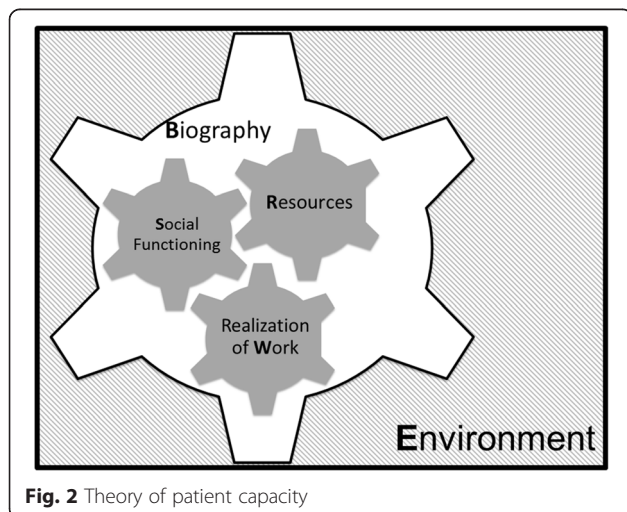 Biography
Resources
Social
Functioning
Realization
of Work
Environment
Fig. 2 Theory of patient capacity